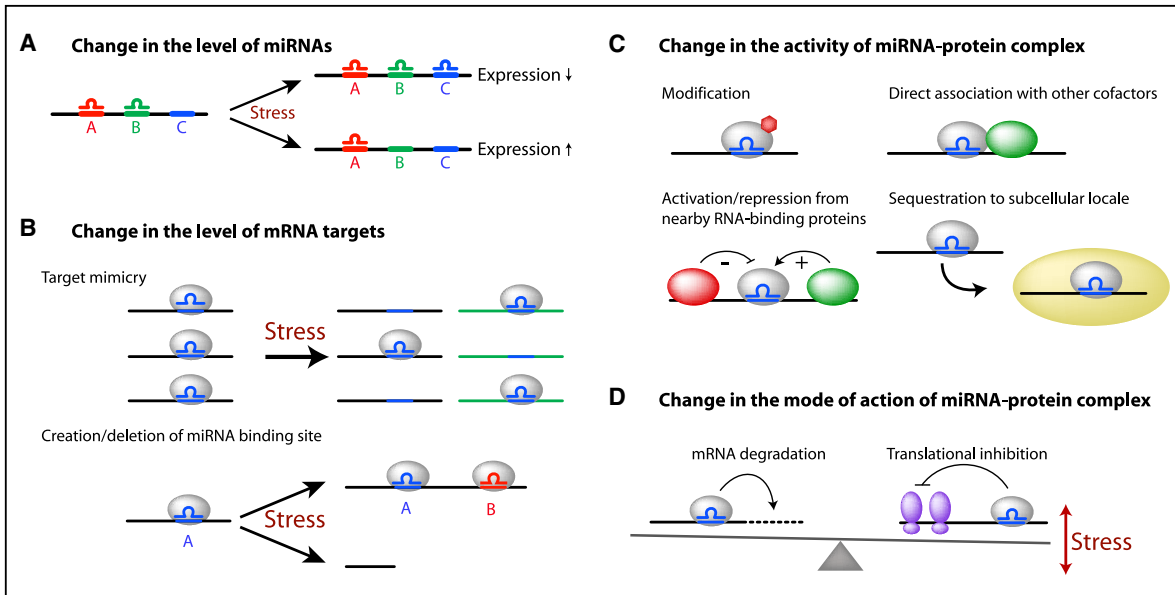 A Change in the level of miRNAs
A B C
Stress
A B C
Expression ↓
A B C
Expression ↑
B Change in the level of mRNA targets
Target mimicry
Stress
Creation/deletion of miRNA binding site
A
Stress
A B
C Change in the activity of miRNA-protein complex
Modification
Direct association with other cofactors
Activation/repression from
nearby RNA-binding proteins
- +
Sequestration to subcellular locale
D Change in the mode of action of miRNA-protein complex
mRNA degradation
Translational inhibition
Stress